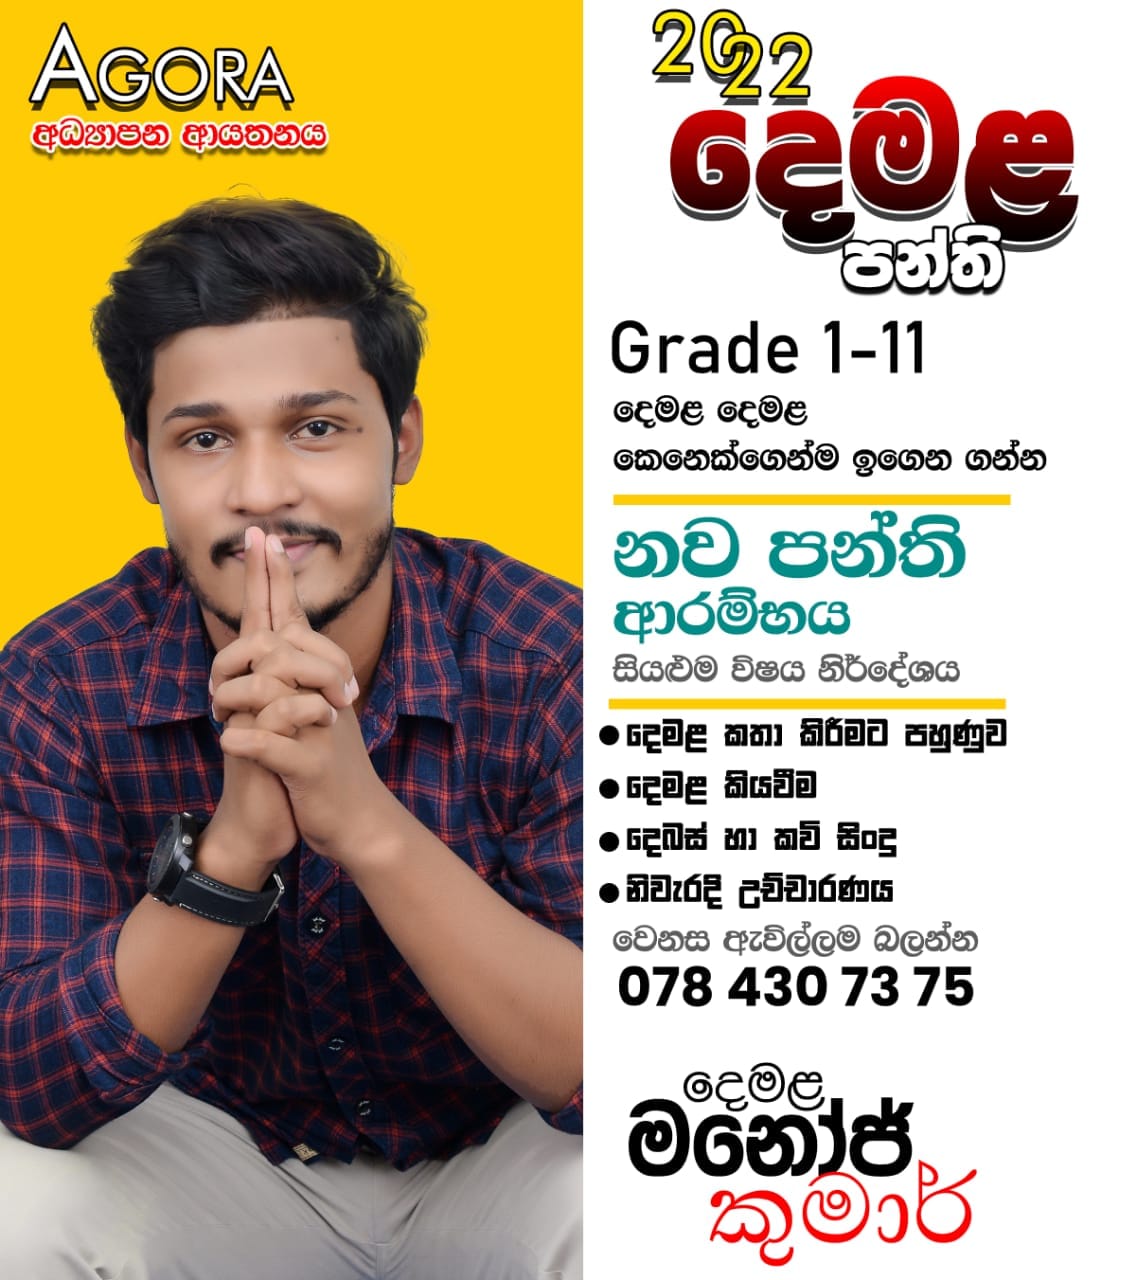 AGORA
අධ්‍යාපන ආයතනය
2022
දෙමළ
පන්ති
Grade 1-11
දෙමළ දෙමළ
කෙනෙක්ගෙන්ම ඉගෙන ගන්න
නව පන්ති
ආරම්භය
සියළුම විෂය නිර්දේශය
● දෙමළ කතා කිරීමට පුහුණුව
● දෙමළ කියවීම
● දෙබස් හා කවි සිංදු
● නිවැරදි උච්චාරණය
වෙනස ඇවිල්ලම බලන්න
078 430 73 75
දෙමළ
මනෝජ්
කුමාර්